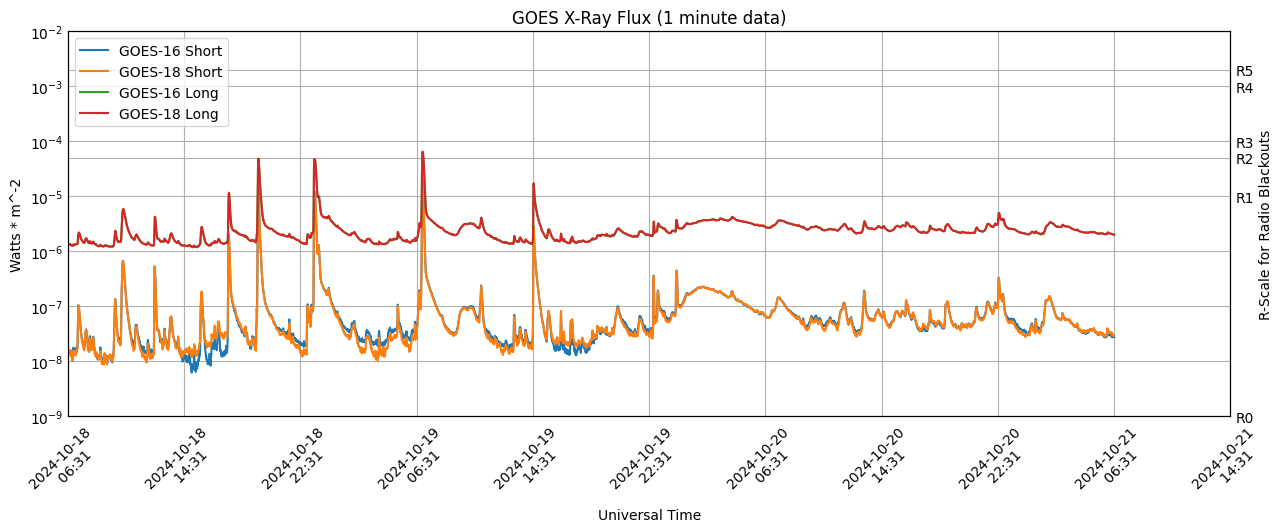 GOES X-Ray Flux (1 minute data)
GOES-16 Short
GOES-18 Short
GOES-16 Long
GOES-18 Long
Watts * m^-2
10⁻²
10⁻³
10⁻⁴
10⁻⁵
10⁻⁶
10⁻⁷
10⁻⁸
10⁻⁹
R5
R4
R3
R2
R1
R0
R-Scale for Radio Blackouts
2024-10-18
06:31
2024-10-18
14:31
2024-10-18
22:31
2024-10-19
06:31
2024-10-19
14:31
2024-10-19
22:31
2024-10-20
06:31
2024-10-20
14:31
2024-10-20
22:31
2024-10-21
06:31
2024-10-21
14:31
Universal Time